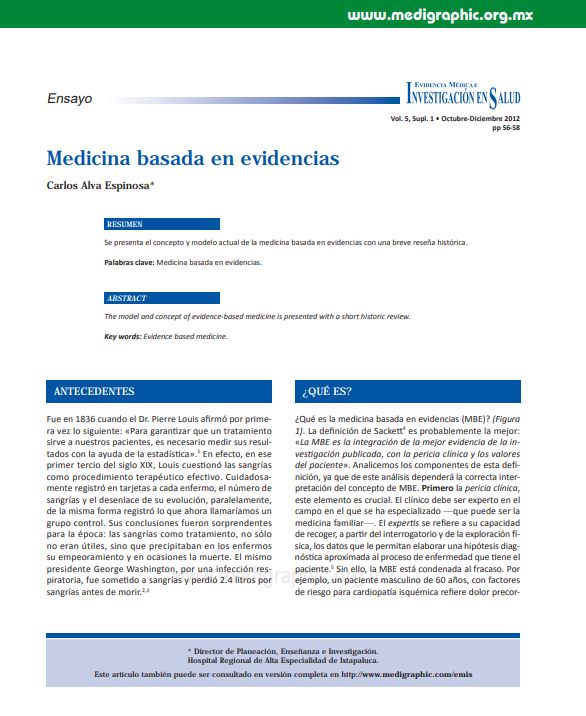 www.medigraphic.org.mx
Ensayo
Evidencia Médica e
Investigación en Salud
Vol. 5, Supl. 1 • Octubre-Diciembre 2012
pp S6-S8
Medicina basada en evidencias
Carlos Alva Espinosa*
RESUMEN
Se presenta el concepto y modelo actual de la medicina basada en evidencias con una breve reseña histórica.
Palabras clave: Medicina basada en evidencias.
ABSTRACT
The model and concept of evidence-based medicine is presented with a short historic review.
Key words: Evidence based medicine.
ANTECEDENTES
Fue en 1836 cuando el Dr. Pierre Louis afirmó por prime-
ra vez lo siguiente: «Para garantizar que un tratamiento
sirve a nuestros pacientes, es necesario medir sus resul-
tados con la ayuda de la estadística».1 En efecto, en ese
primer tercio del siglo XIX, Louis cuestionó las sangrías
como procedimiento terapéutico efectivo. Cuidadosa-
mente registró en tarjetas a cada enfermo, el número de
sangrías y el desenlace de su evolución, paralelamente,
de la misma forma registró lo que ahora llamaríamos un
grupo control. Sus conclusiones fueron sorprendentes
para la época: las sangrías como tratamiento, no sólo
no eran útiles, sino que precipitaban en los enfermos
su empeoramiento y en ocasiones la muerte. El mismo
presidente George Washington, por una infección res-
piratoria, fue sometido a sangrías y perdió 2.4 litros por
sangrías antes de morir.2,3
¿QUÉ ES?
¿Qué es la medicina basada en evidencias (MBE)? (Figura
1). La definición de Sackett4 es probablemente la mejor:
«La MBE es la integración de la mejor evidencia de la in-
vestigación publicada, con la pericia clínica y los valores
del paciente». Analicemos los componentes de esta defi-
nición, ya que de este análisis dependerá la correcta inter-
pretación del concepto de MBE. Primero la pericia clínica,
este elemento es crucial. El clínico debe ser experto en el
campo en el que se ha especializado —que puede ser la
medicina familiar—. El expertis se refiere a su capacidad
de recoger, a partir del interrogatorio y de la exploración fí-
sica, los datos que le permitan elaborar una hipótesis diag-
nóstica aproximada al proceso de enfermedad que tiene el
paciente.5 Sin ello, la MBE está condenada al fracaso. Por
ejemplo, un paciente masculino de 60 años, con factores
de riesgo para cardiopatía isquémica refiere dolor precor-
* Director de Planeación, Enseñanza e Investigación.
Hospital Regional de Alta Especialidad de Ixtapaluca.
Este artículo también puede ser consultado en versión completa en http://www.medigraphic.com/emis